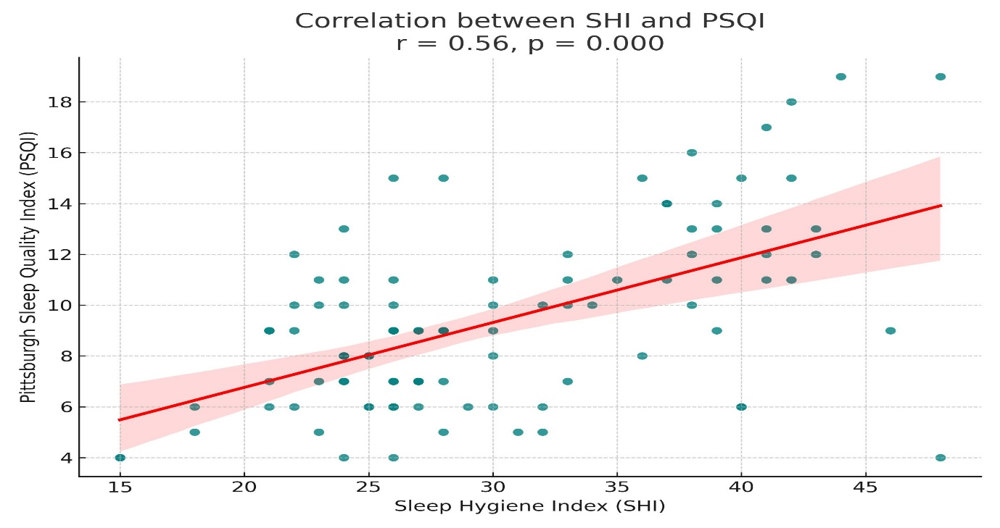 Correlation between SHI and PSQI
r = 0.56, p = 0.000
Pittsburgh Sleep Quality Index (PSQI)
18
16
14
12
10
8
6
4
15 20 25 30 35 40 45
Sleep Hygiene Index (SHI)